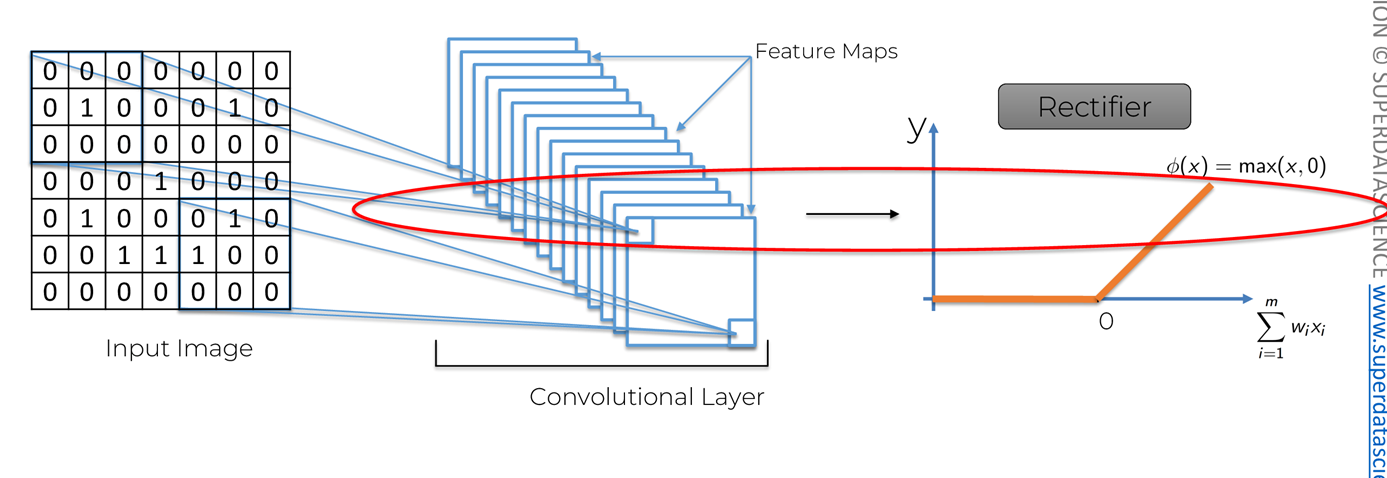 0 0 0 0 0 0 0
0 1 0 0 0 1 0
0 0 0 0 0 0 0
0 0 0 1 0 0 0
0 1 0 0 0 1 0
0 0 1 1 1 0 0
0 0 0 0 0 0 0
Input Image
Feature Maps
Convolutional Layer
Rectifier
y
ϕ(x) = max(x, 0)
0
m
∑ wᵢxᵢ
i=1
ION © SUPERDATASCIENCE www.superdatascie